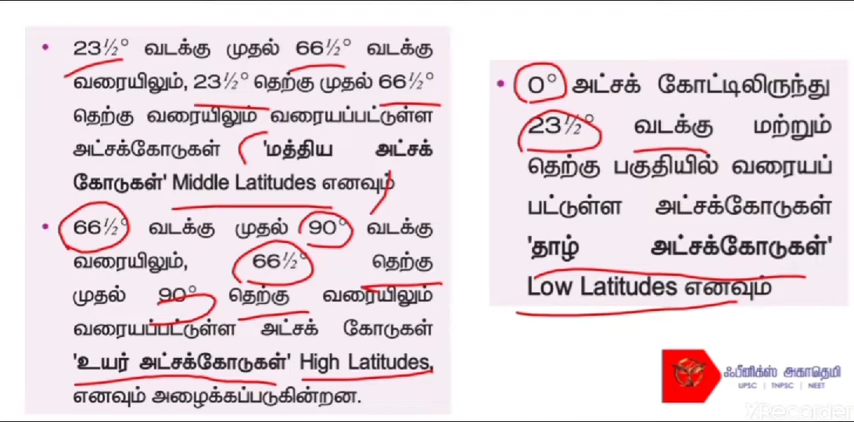 • 23½° வடக்கு முதல் 66½° வடக்கு
வரையிலும், 23½° தெற்கு முதல் 66½°
தெற்கு வரையிலும் வரையப்பட்டுள்ள
அட்சக்கோடுகள் 'மத்திய அட்சக்
கோடுகள்' Middle Latitudes எனவும்
• 66½° வடக்கு முதல் 90° வடக்கு
வரையிலும், 66½° தெற்கு
முதல் 90° தெற்கு வரையிலும்
வரையப்பட்டுள்ள அட்சக் கோடுகள்
'உயர் அட்சக்கோடுகள்' High Latitudes,
எனவும் அழைக்கப்படுகின்றன.
• 0° அட்சக் கோட்டிலிருந்து
23½° வடக்கு மற்றும்
தெற்கு பகுதியில் வரையப்
பட்டுள்ள அட்சக்கோடுகள்
'தாழ் அட்சக்கோடுகள்'
Low Latitudes எனவும்
ஃபீனிக்ஸ் அகாதெமி
UPSC | TNPSC | NEET
XRecorder